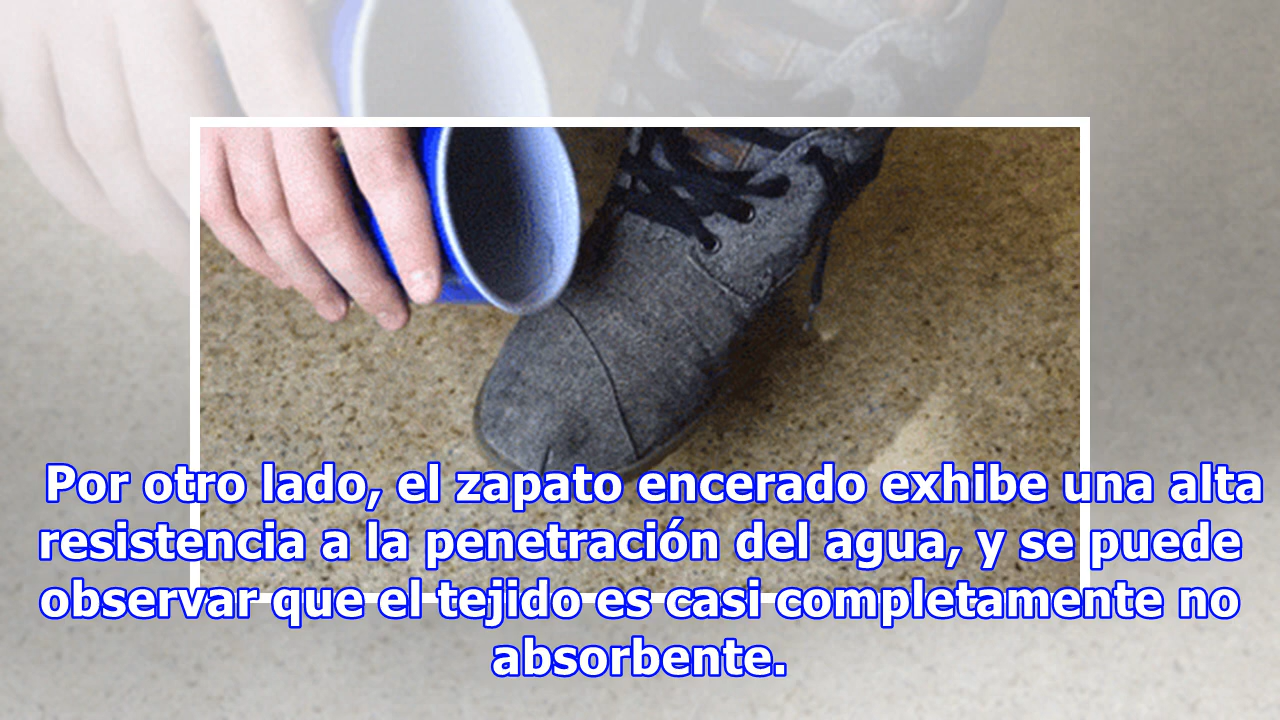 Por otro lado, el zapato encerado exhibe una alta
resistencia a la penetración del agua, y se puede
observar que el tejido es casi completamente no
absorbente.